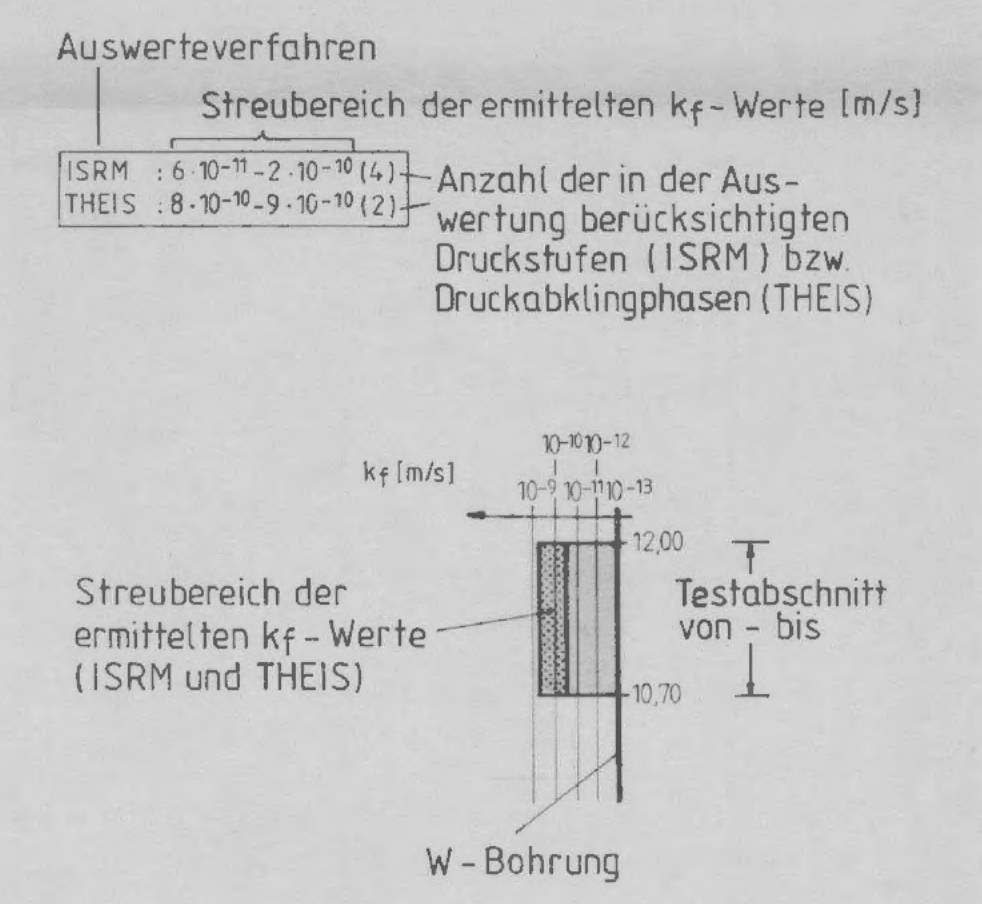 Auswerteverfahren
Streubereich der ermittelten kf - Werte [m/s]
ISRM : 6 · 10⁻¹¹ - 2 · 10⁻¹⁰ (4)
THEIS : 8 · 10⁻¹⁰ - 9 · 10⁻¹⁰ (2)
Anzahl der in der Aus-
wertung berücksichtigten
Druckstufen (ISRM) bzw.
Druckabklingphasen (THEIS)
10⁻¹⁰ 10⁻¹²
kf [m/s]
10⁻⁹ 10⁻¹¹ 10⁻¹³
12,00
Streubereich der
ermittelten kf - Werte
(ISRM und THEIS)
Testabschnitt
von - bis
10,70
W - Bohrung